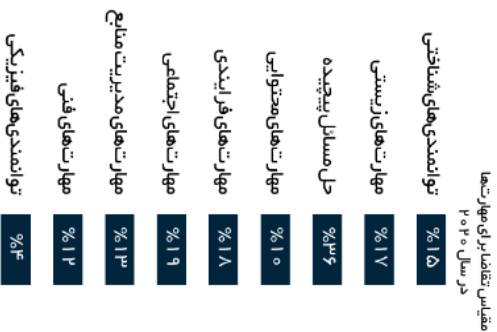 مقیاس تقاضا برای مهارت‌ها
در سال ۲۰۲۰
توانمندی‌های شناختی
%۱۵
مهارت‌های زیستی
%۱۷
حل مسائل پیچیده
%۳۶
مهارت‌های محتوایی
%۱۰
مهارت‌های فرایندی
%۱۸
مهارت‌های اجتماعی
%۱۹
مهارت‌های مدیریت منابع
%۱۳
مهارت‌های فنی
%۱۲
توانمندی‌های فیزیکی
%۴